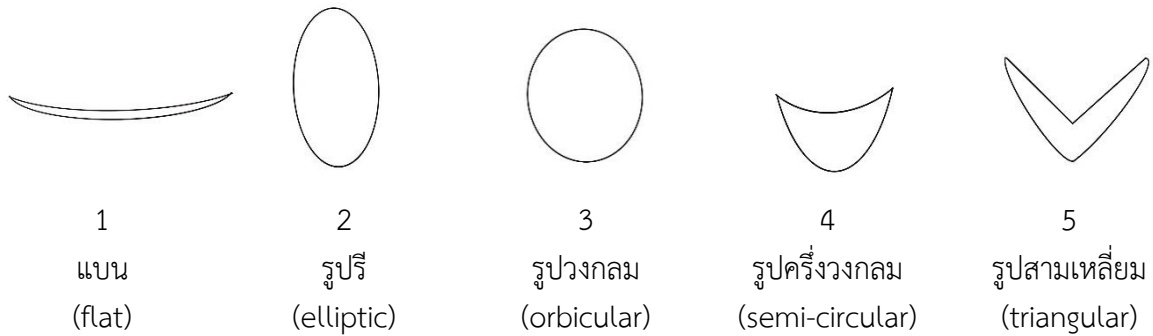 1 2 3 4 5
แบน รูปรี รูปวงกลม รูปครึ่งวงกลม รูปสามเหลี่ยม
(flat) (elliptic) (orbicular) (semi-circular) (triangular)